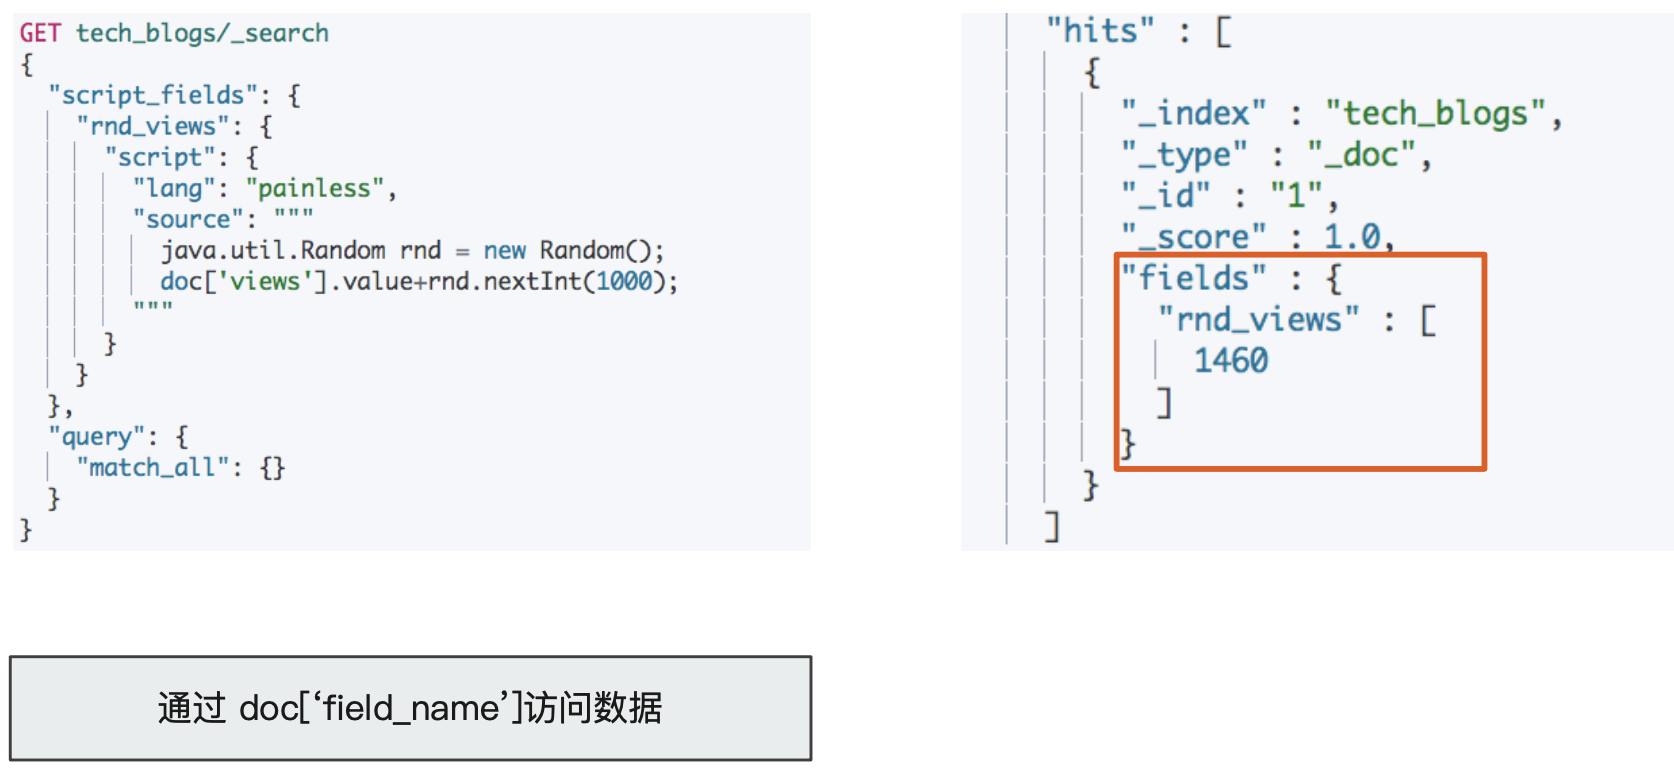 GET tech_blogs/_search
{
  "script_fields": {
    "rnd_views": {
      "script": {
        "lang": "painless",
        "source": """
          java.util.Random rnd = new Random();
          doc['views'].value+rnd.nextInt(1000);
        """
      }
    }
  },
  "query": {
    "match_all": {}
  }
}
"hits" : [
  {
    "_index" : "tech_blogs",
    "_type" : "_doc",
    "_id" : "1",
    "_score" : 1.0,
    "fields" : {
      "rnd_views" : [
        1460
      ]
    }
  }
]
通过 doc[‘field_name’]访问数据